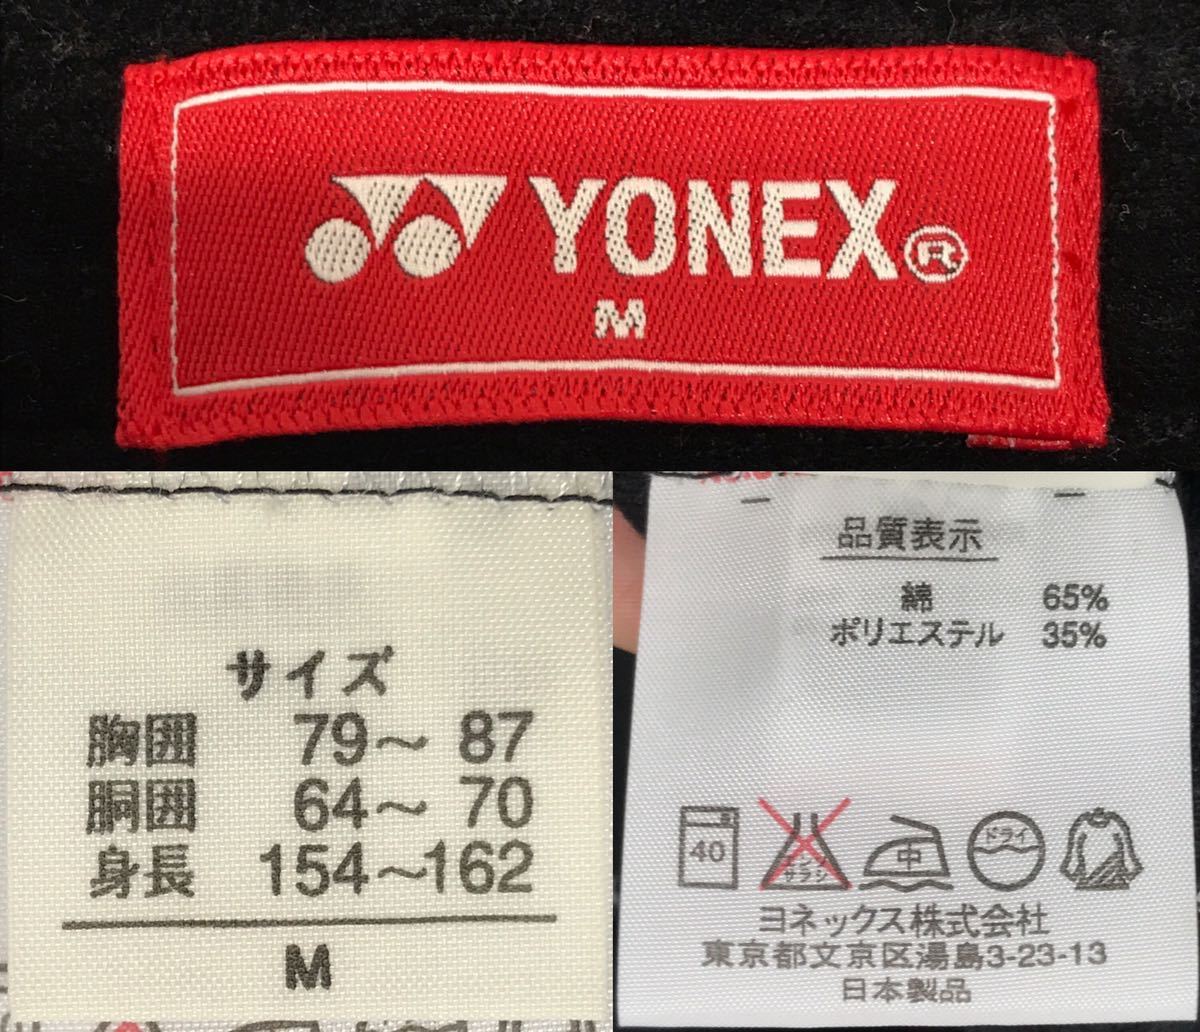 YONEX®
M
サイズ
胸囲 79～ 87
胴囲 64～ 70
身長 154～162
M
品質表示
綿 65%
ポリエステル 35%
40 サラシ 中 ドライ
ヨネックス株式会社
東京都文京区湯島3-23-13
日本製品